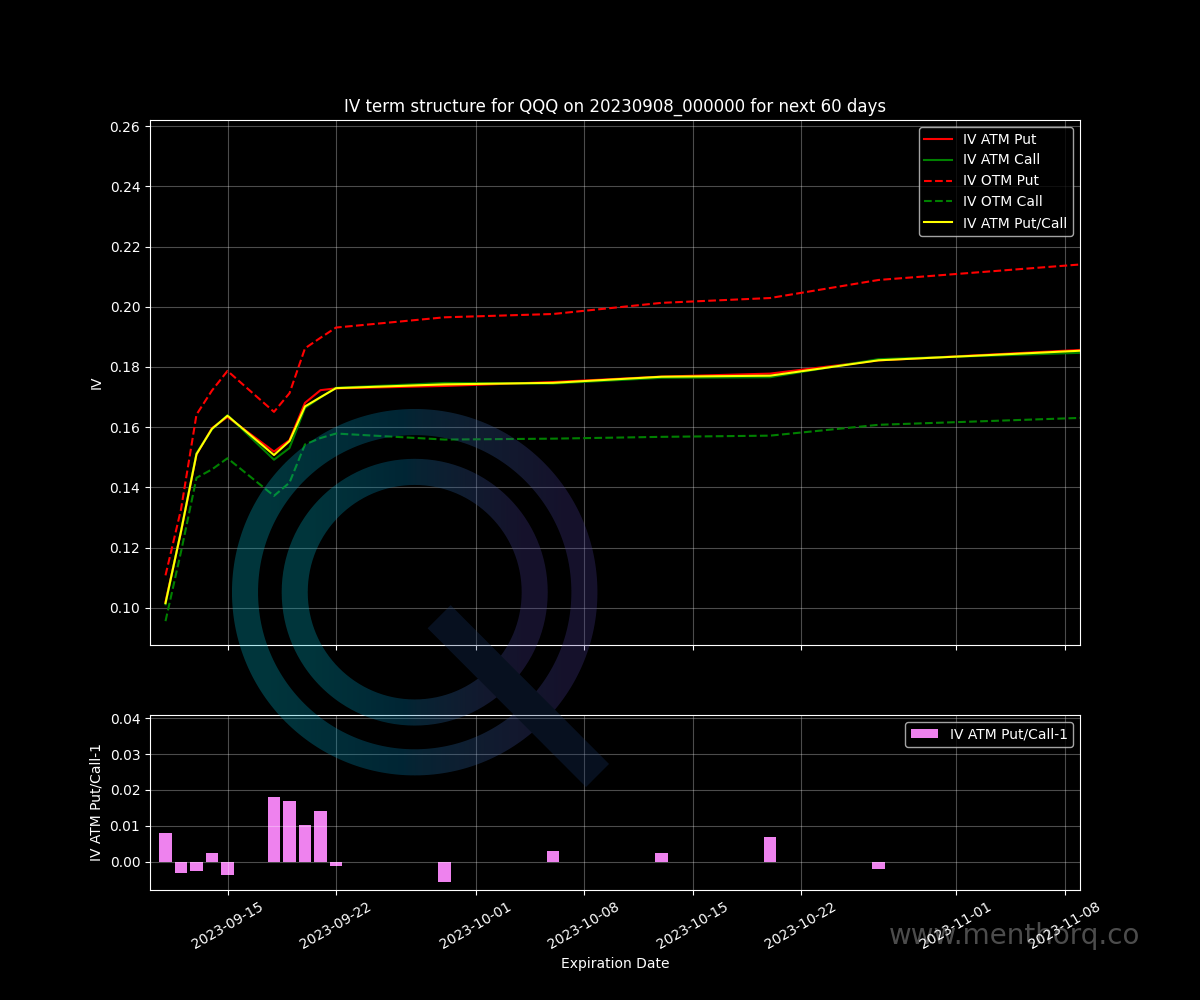 IV term structure for QQQ on 20230908_000000 for next 60 days
0.26
0.24
0.22
0.20
0.18
0.16
0.14
0.12
0.10
IV
IV ATM Put
IV ATM Call
IV OTM Put
IV OTM Call
IV ATM Put/Call
0.04
0.03
0.02
0.01
0.00
IV ATM Put/Call-1
IV ATM Put/Call-1
2023-09-15
2023-09-22
2023-10-01
2023-10-08
2023-10-15
2023-10-22
2023-11-01
2023-11-08
www.menthorq.co
Expiration Date